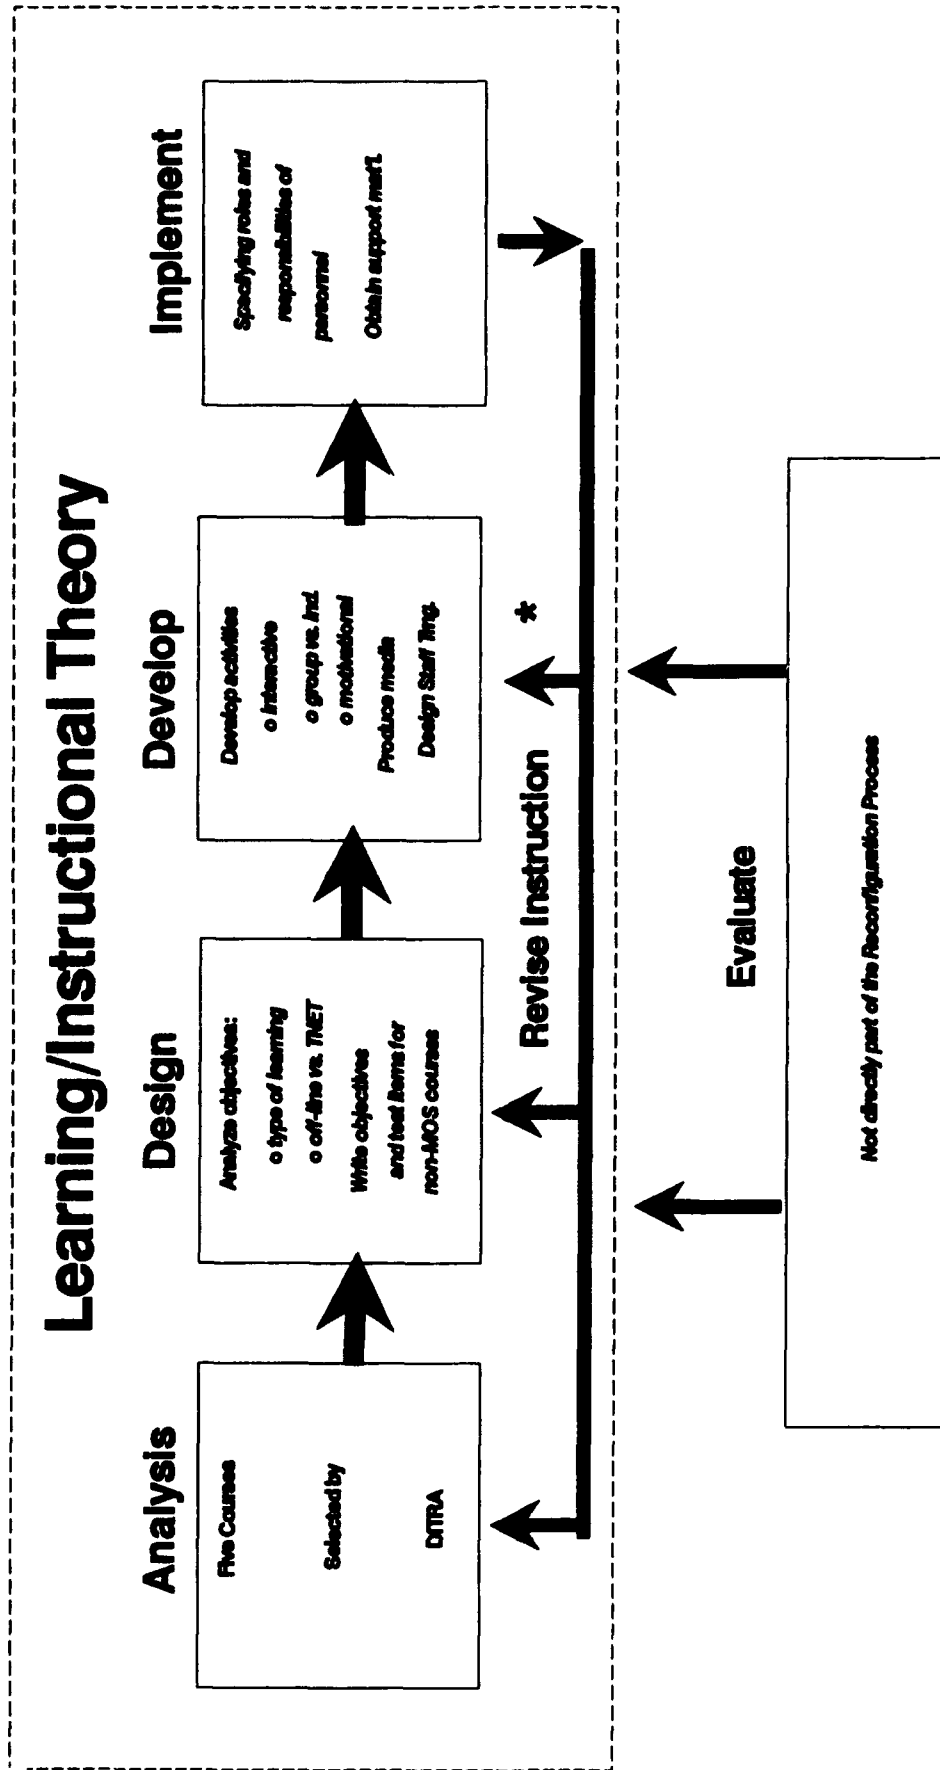 Learning/Instructional Theory
Analysis
Five Courses
Selected by
DITRA
Design
Analyze objectives:
o type of learning
o off-line vs. TNET
Write objectives
and test items for
non-MOS courses
Develop
Develop activities
o interactive
o group vs. ind.
o motivational
Produce media
Design Staff Trng.
Implement
Specifying roles and
responsibilities of
personnel
Obtain support mat'l.
Revise Instruction *
Evaluate
Not directly part of the Reconfiguration Process